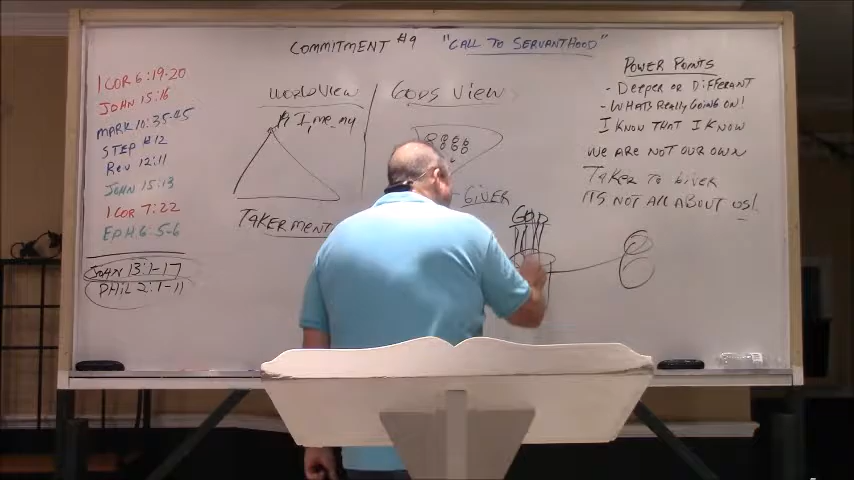 COMMITMENT #9 "CALL TO SERVANTHOOD"
1 COR 6:19-20
JOHN 15:16
MARK 10:35-45
STEP #12
REV 12:11
JOHN 15:13
1 COR 7:22
EPH 6:5-6
JOHN 13:1-17
PHIL 2:1-11
WORLDVIEW
I, me, my
TAKER MENT
GODS VIEW
GIVER
GOD
POWER POINTS
- DEEPER OR DIFFERENT
- WHATS REALLY GOING ON!
I KNOW THAT I KNOW
WE ARE NOT OUR OWN
TAKER TO GIVER
ITS NOT ALL ABOUT US!